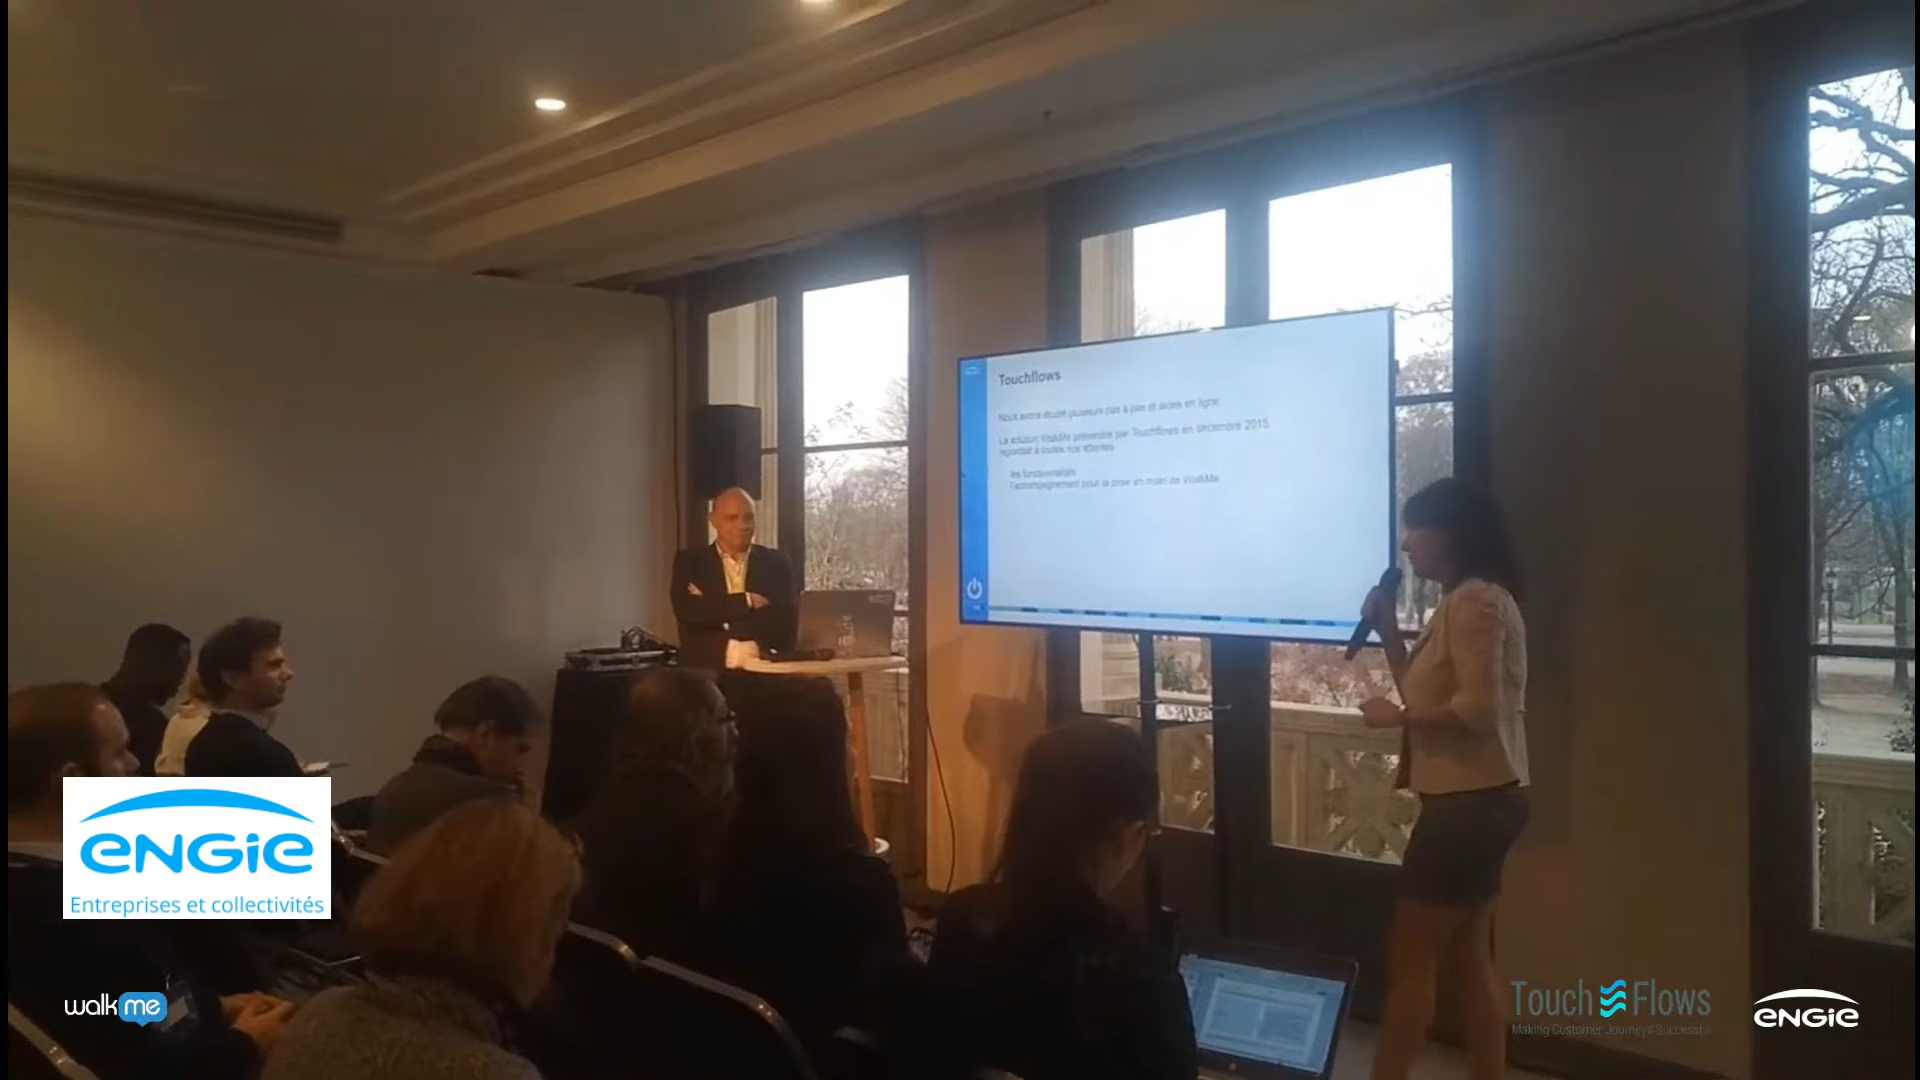 Touchflows
Nous avons étudié plusieurs pas à pas et aides en ligne
La solution WalkMe présentée par Touchflows en décembre 2015
répondait à toutes nos attentes
les fonctionnalités
l'accompagnement pour la prise en main de WalkMe
ENGIE
Entreprises et collectivités
walkme
Touch Flows
Making Customer Journeys Successful
ENGIE